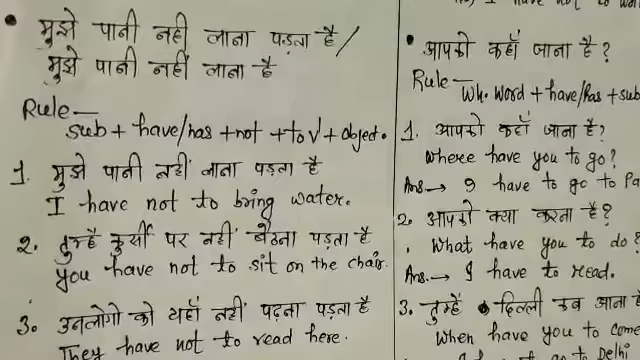 मुझे पानी नही लाना पड़ता है/
मुझे पानी नहीं लाना है
Rule—
sub + have/has + not + to V¹ + object.
1. मुझे पानी नहीं लाना पड़ता है
I have not to bring water.
2. तुम्हें कुर्सी पर नहीं बैठना पड़ता है
You have not to sit on the chair.
3. उनलोगो को यहाँ नहीं पढ़ना पड़ता है
They have not to read here.
आपको कहाँ जाना है?
Rule—
Wh. word + have/has + sub
1. आपको कहाँ जाना है?
Where have you to go?
Ans.→ I have to go to Pa
2. आपको क्या करना है?
What have you to do?
Ans.→ I have to read.
3. तुम्हें दिल्ली कब आना है
When have you to come
to Delhi